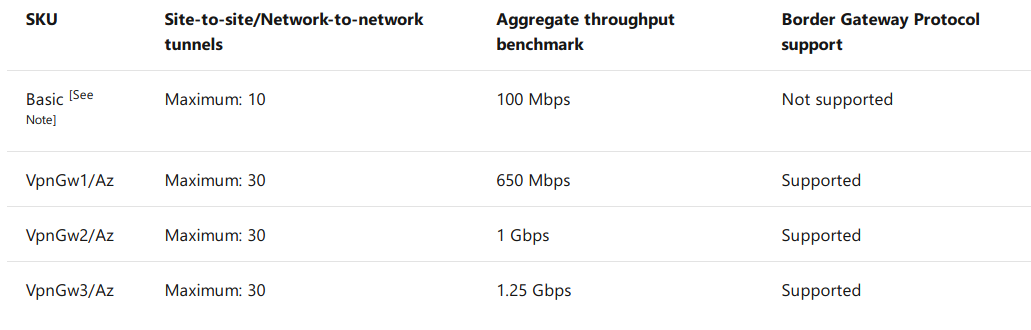 SKU Site-to-site/Network-to-network tunnels Aggregate throughput benchmark Border Gateway Protocol support
Basic [See Note] Maximum: 10 100 Mbps Not supported
VpnGw1/Az Maximum: 30 650 Mbps Supported
VpnGw2/Az Maximum: 30 1 Gbps Supported
VpnGw3/Az Maximum: 30 1.25 Gbps Supported